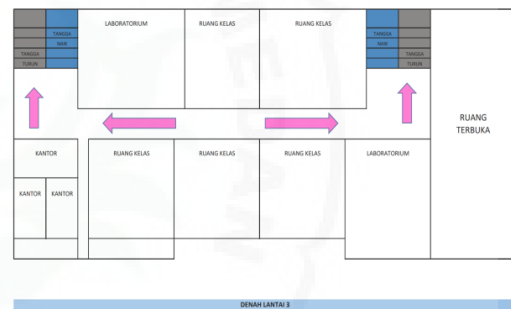 LABORATORIUM
RUANG KELAS
RUANG KELAS
TANGGA
NAIK
TANGGA
TURUN
TANGGA
NAIK
TANGGA
TURUN
RUANG
TERBUKA
KANTOR
RUANG KELAS
RUANG KELAS
RUANG KELAS
LABORATORIUM
KANTOR
KANTOR
EDAN
DENAH LANTAI 3